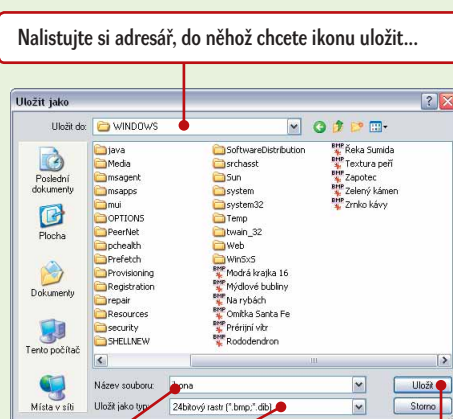 Nalistujte si adresář, do něhož chcete ikonu uložit...
Uložit jako
Uložit do:
WINDOWS
Poslední dokumenty
Plocha
Dokumenty
Tento počítač
Místa v síti
java
Media
msagent
msapps
mui
OPTIONS
PeerNet
pchealth
Prefetch
Provisioning
Registration
repair
Resources
security
SHELLNEW
SoftwareDistribution
srchasst
Sun
system
system32
Temp
twain_32
Web
WinSxS
Modrá krajka 16
Mýdlové bubliny
Na rybách
Omítka Santa Fe
Prérijní vítr
Rododendron
Řeka Sumida
Textura peří
Zapotec
Zelený kámen
Zrnko kávy
Název souboru:
Uložit
Uložit jako typ:
24bitový rastr (*.bmp;*.dib)
Storno